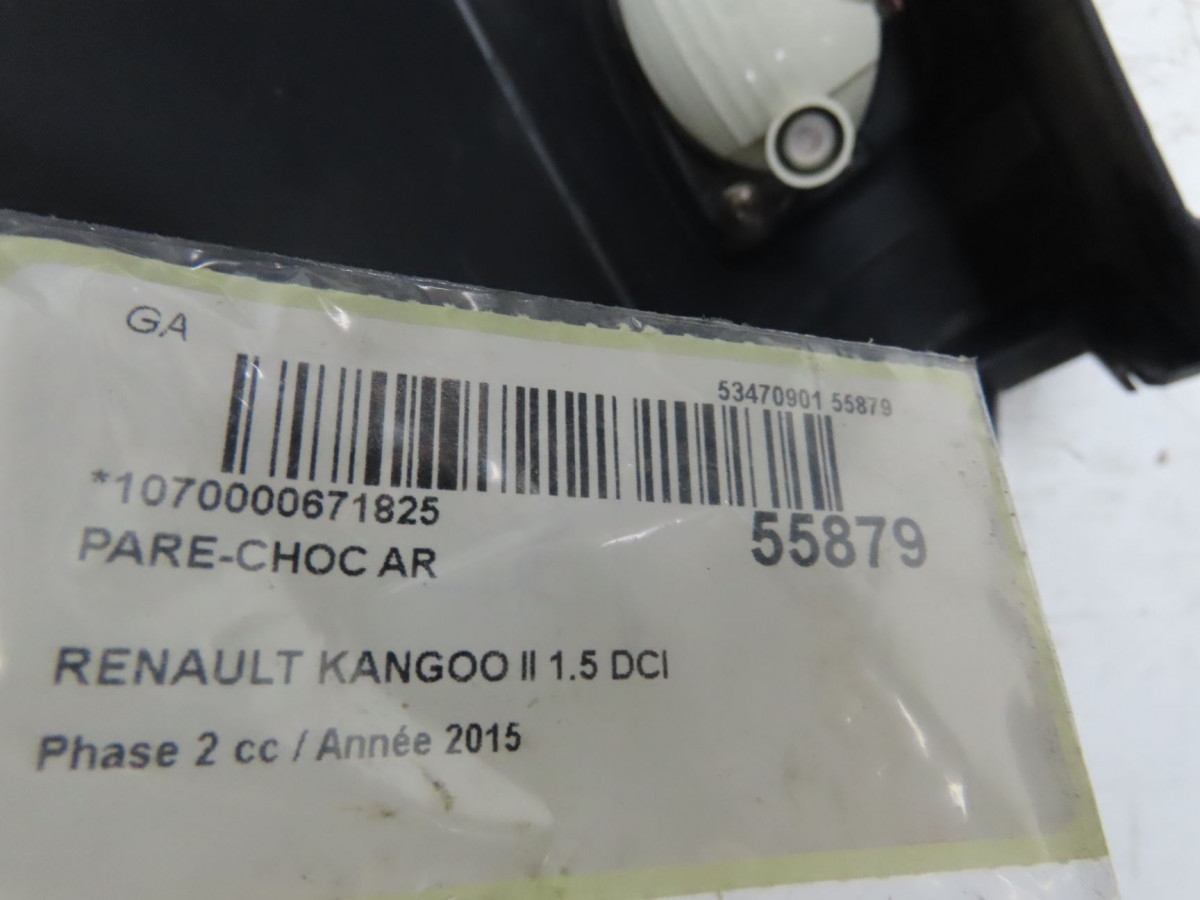 GA
53470901 55879
*1070000671825
55879
PARE-CHOC AR
RENAULT KANGOO II 1.5 DCI
Phase 2 cc / Année 2015